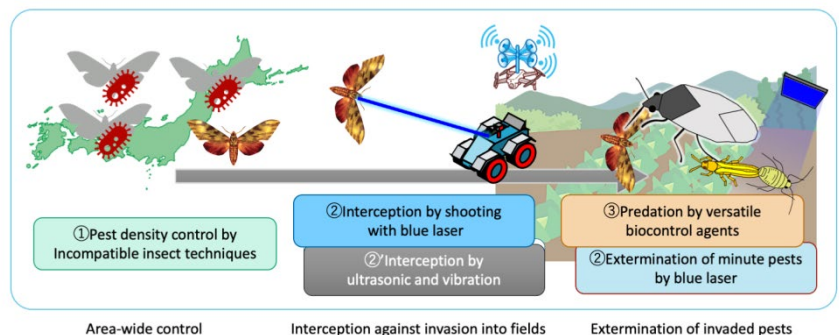 ①Pest density control by
Incompatible insect techniques
②Interception by shooting
with blue laser
②’Interception by
ultrasonic and vibration
③Predation by versatile
biocontrol agents
②Extermination of minute pests
by blue laser
Area-wide control
Interception against invasion into fields
Extermination of invaded pests